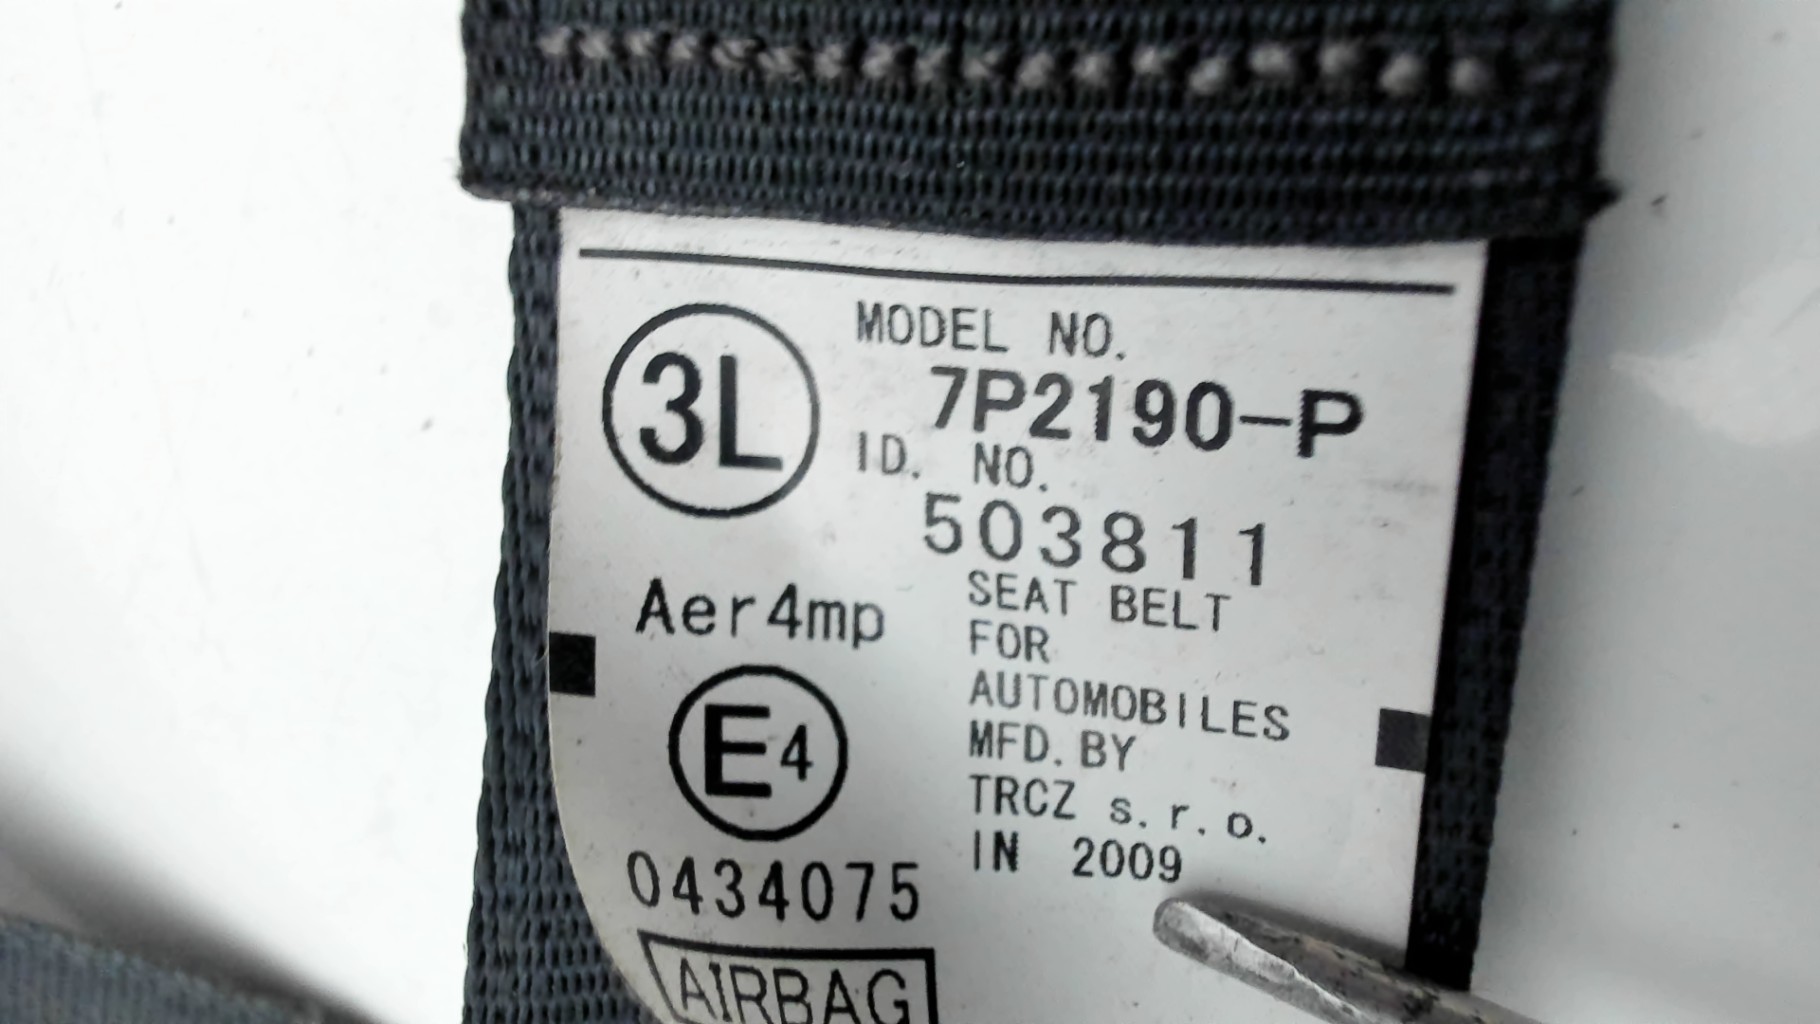 3L
MODEL NO.
7P2190-P
ID. NO.
503811
Aer4mp
E4
0434075
AIRBAG
SEAT BELT
FOR
AUTOMOBILES
MFD. BY
TRCZ s.r.o.
IN 2009